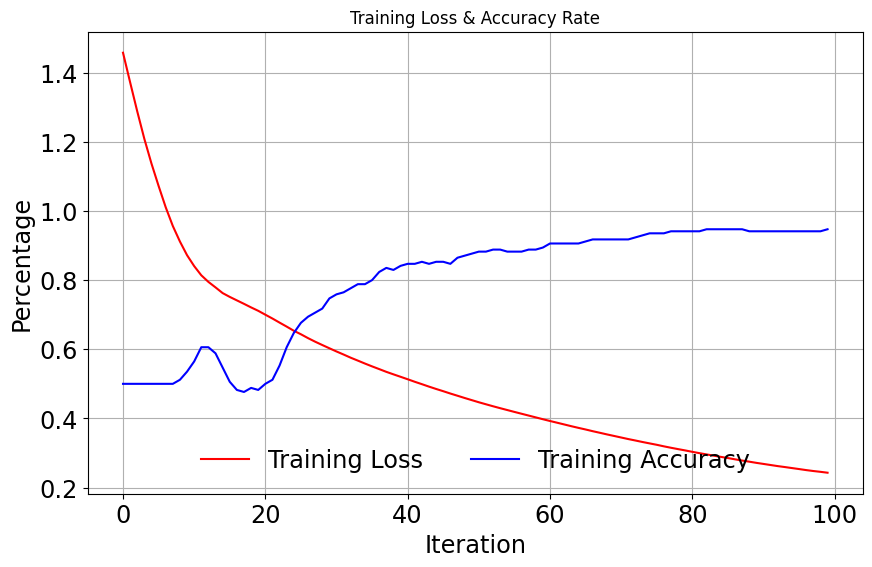 Training Loss & Accuracy Rate
Percentage
1.4
1.2
1.0
0.8
0.6
0.4
0.2
Training Loss
Training Accuracy
0 20 40 60 80 100
Iteration